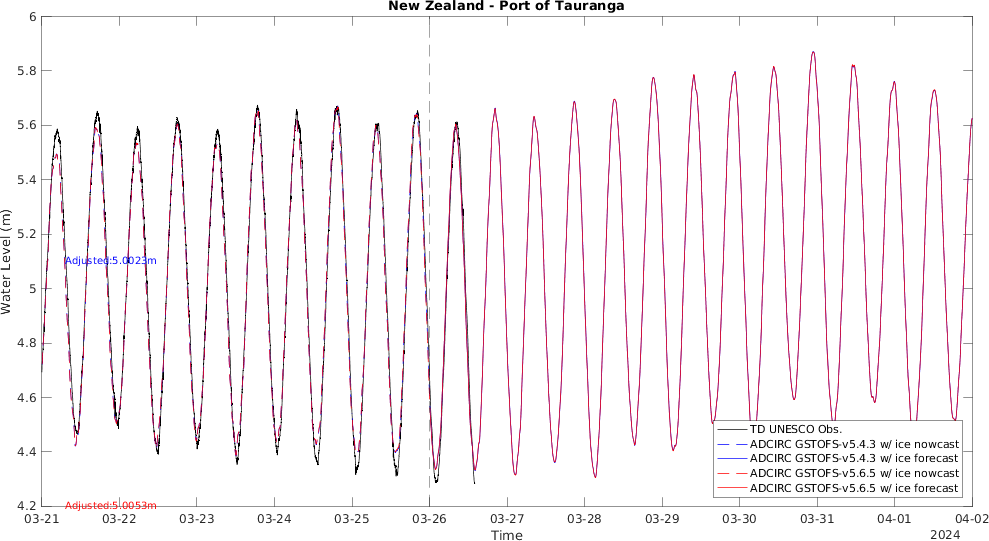 New Zealand - Port of Tauranga
6
5.8
5.6
5.4
5.2
5
4.8
4.6
4.4
4.2
Water Level (m)
Adjusted:5.0023m
Adjusted:5.0053m
TD UNESCO Obs.
ADCIRC GSTOFS-v5.4.3 w/ ice nowcast
ADCIRC GSTOFS-v5.4.3 w/ ice forecast
ADCIRC GSTOFS-v5.6.5 w/ ice nowcast
ADCIRC GSTOFS-v5.6.5 w/ ice forecast
03-21 03-22 03-23 03-24 03-25 03-26 03-27 03-28 03-29 03-30 03-31 04-01 04-02
Time
2024